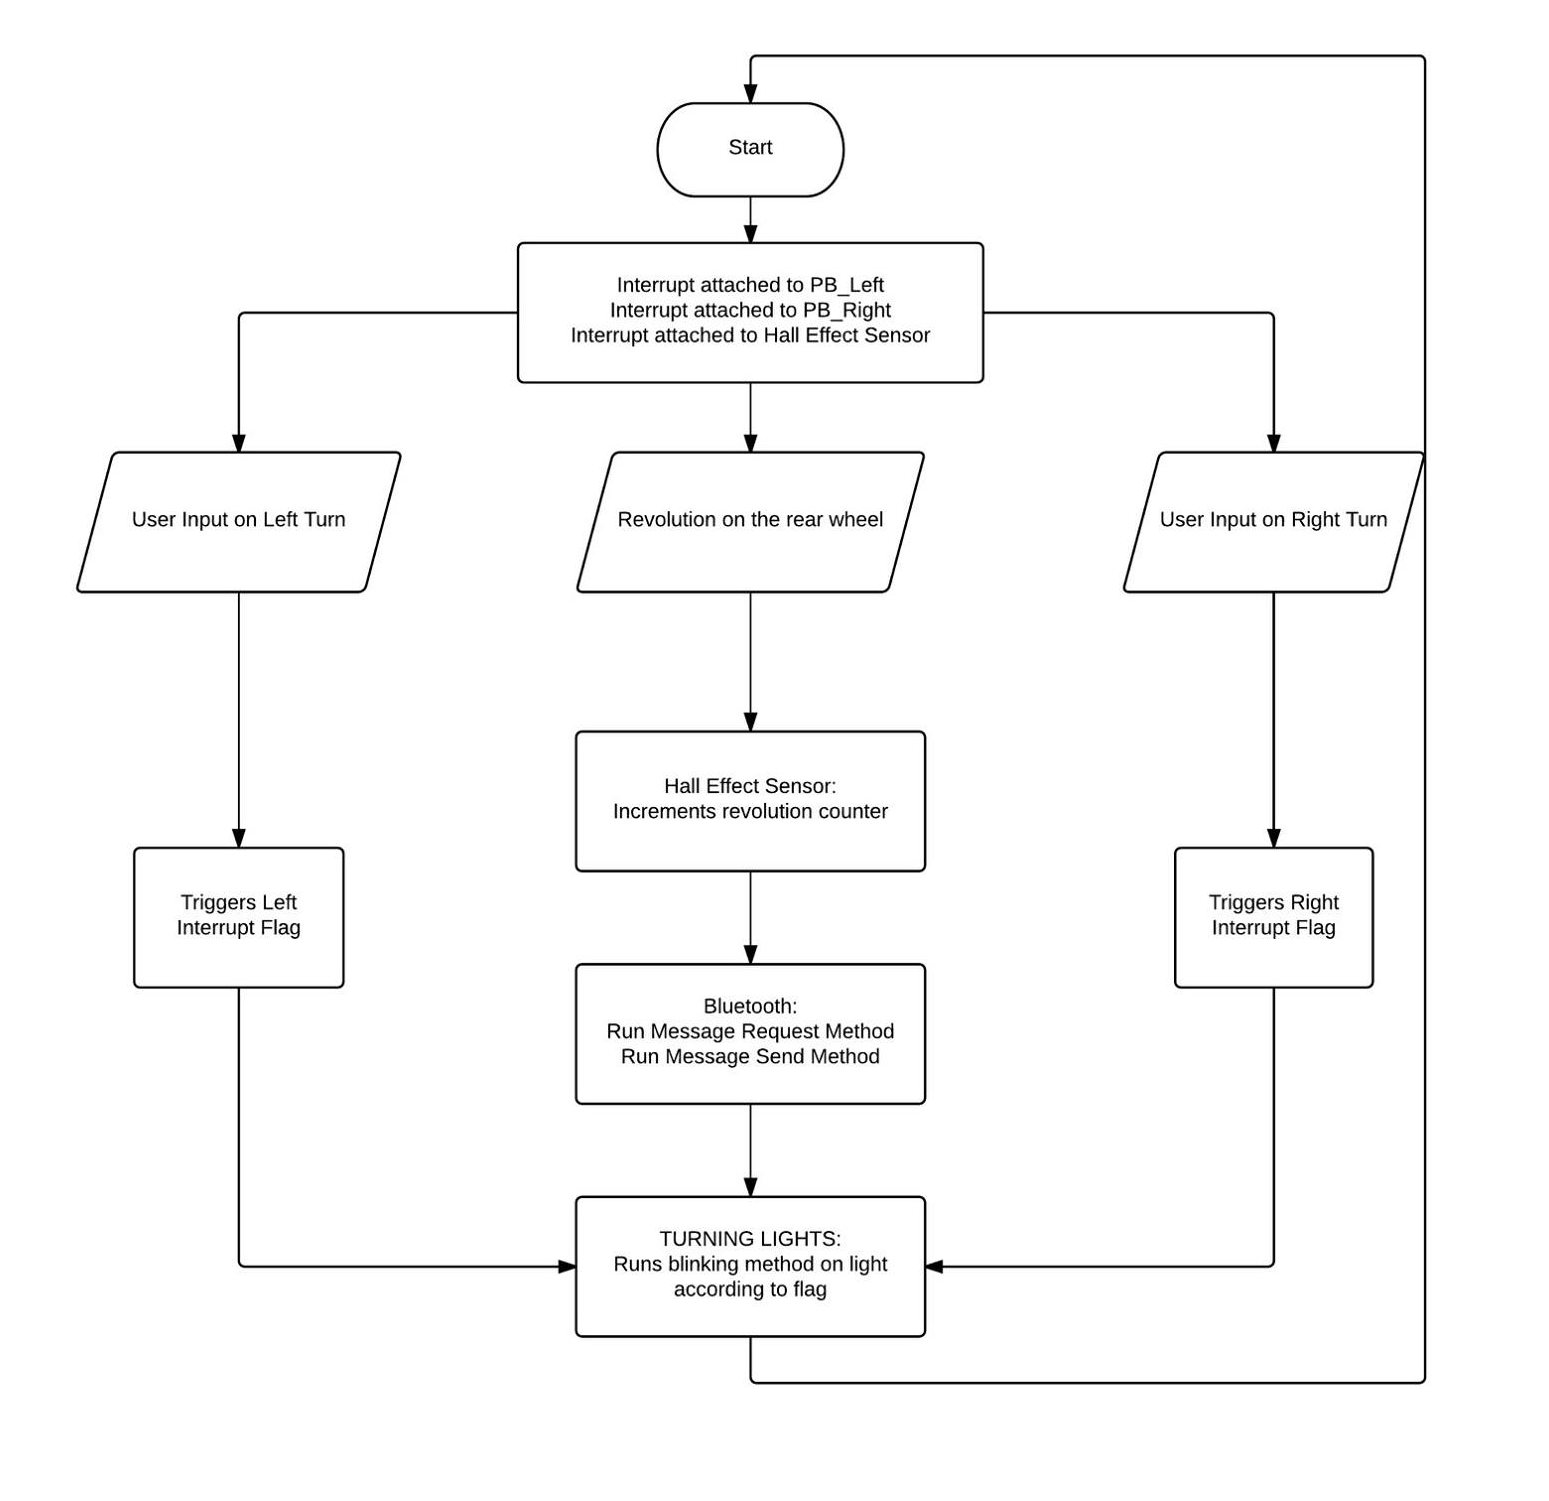 Start
Interrupt attached to PB_Left
Interrupt attached to PB_Right
Interrupt attached to Hall Effect Sensor
User Input on Left Turn
Revolution on the rear wheel
User Input on Right Turn
Hall Effect Sensor:
Increments revolution counter
Triggers Left
Interrupt Flag
Triggers Right
Interrupt Flag
Bluetooth:
Run Message Request Method
Run Message Send Method
TURNING LIGHTS:
Runs blinking method on light
according to flag